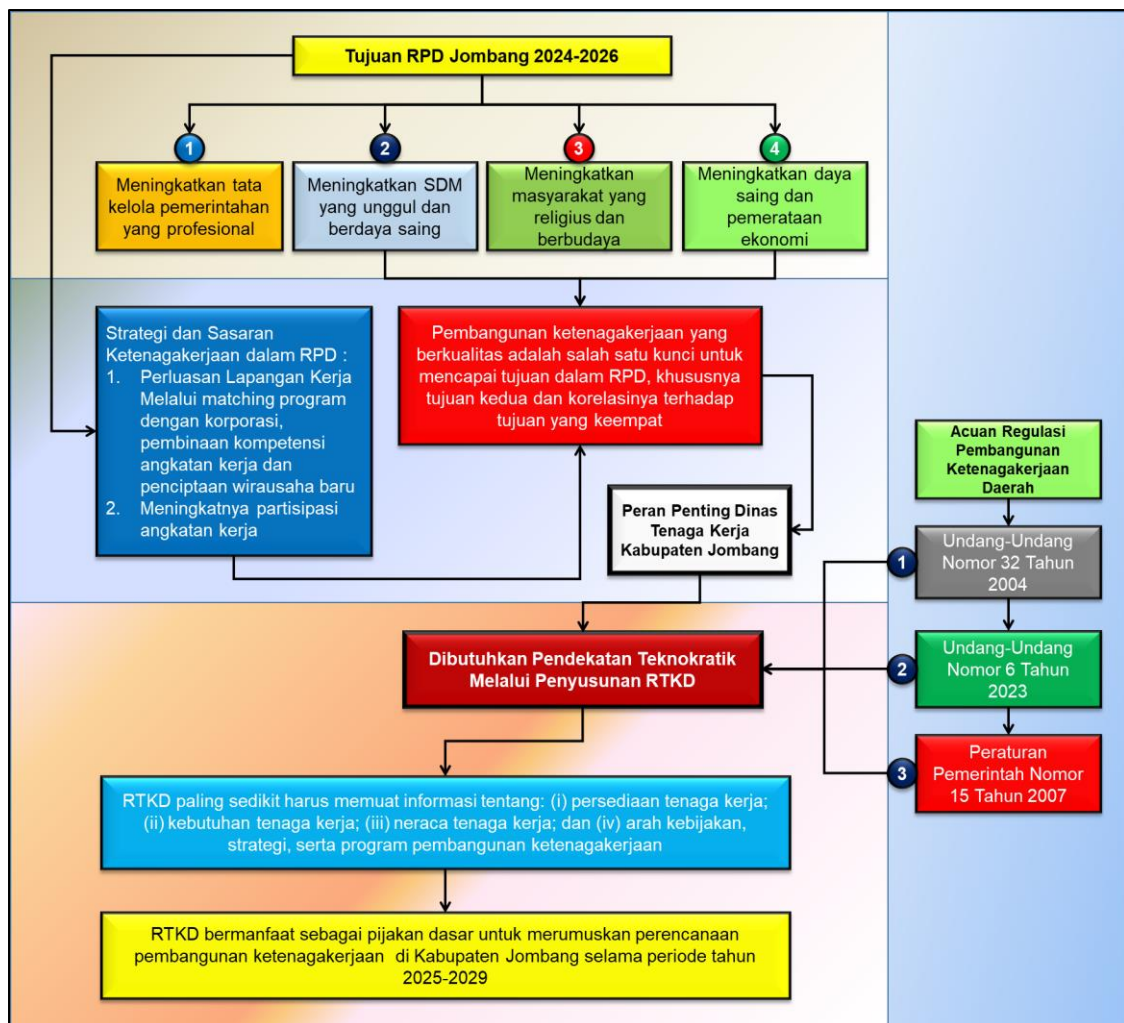 Tujuan RPD Jombang 2024-2026
1
Meningkatkan tata
kelola pemerintahan
yang profesional
2
Meningkatkan SDM
yang unggul dan
berdaya saing
3
Meningkatkan
masyarakat yang
religius dan
berbudaya
4
Meningkatkan daya
saing dan
pemerataan
ekonomi
Strategi dan Sasaran
Ketenagakerjaan dalam RPD :
1. Perluasan Lapangan Kerja
Melalui matching program
dengan korporasi,
pembinaan kompetensi
angkatan kerja dan
penciptaan wirausaha baru
2. Meningkatnya partisipasi
angkatan kerja
Pembangunan ketenagakerjaan yang
berkualitas adalah salah satu kunci untuk
mencapai tujuan dalam RPD, khususnya
tujuan kedua dan korelasinya terhadap
tujuan yang keempat
Peran Penting Dinas
Tenaga Kerja
Kabupaten Jombang
Acuan Regulasi
Pembangunan
Ketenagakerjaan
Daerah
1
Undang-Undang
Nomor 32 Tahun
2004
2
Undang-Undang
Nomor 6 Tahun
2023
3
Peraturan
Pemerintah Nomor
15 Tahun 2007
Dibutuhkan Pendekatan Teknokratik
Melalui Penyusunan RTKD
RTKD paling sedikit harus memuat informasi tentang: (i) persediaan tenaga kerja;
(ii) kebutuhan tenaga kerja; (iii) neraca tenaga kerja; dan (iv) arah kebijakan,
strategi, serta program pembangunan ketenagakerjaan
RTKD bermanfaat sebagai pijakan dasar untuk merumuskan perencanaan
pembangunan ketenagakerjaan di Kabupaten Jombang selama periode tahun
2025-2029